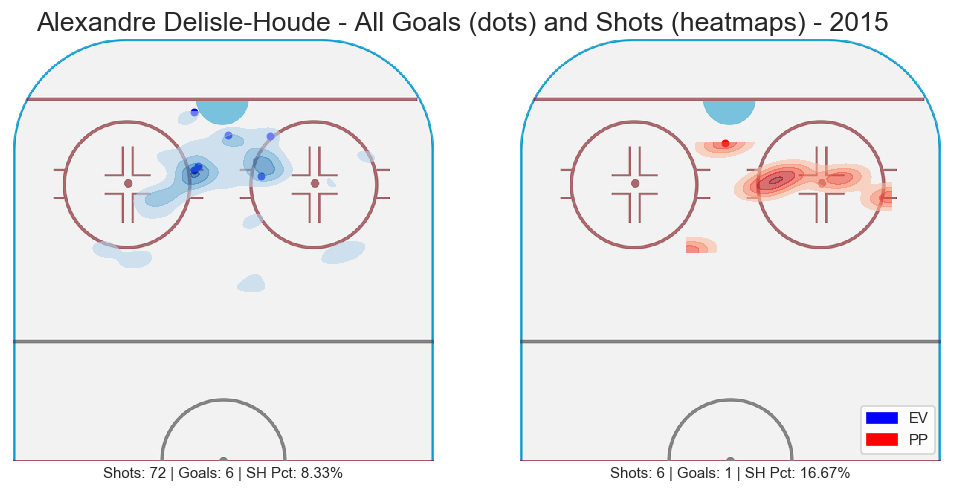 Alexandre Delisle-Houde - All Goals (dots) and Shots (heatmaps) - 2015
EV
PP
Shots: 72 | Goals: 6 | SH Pct: 8.33%
Shots: 6 | Goals: 1 | SH Pct: 16.67%